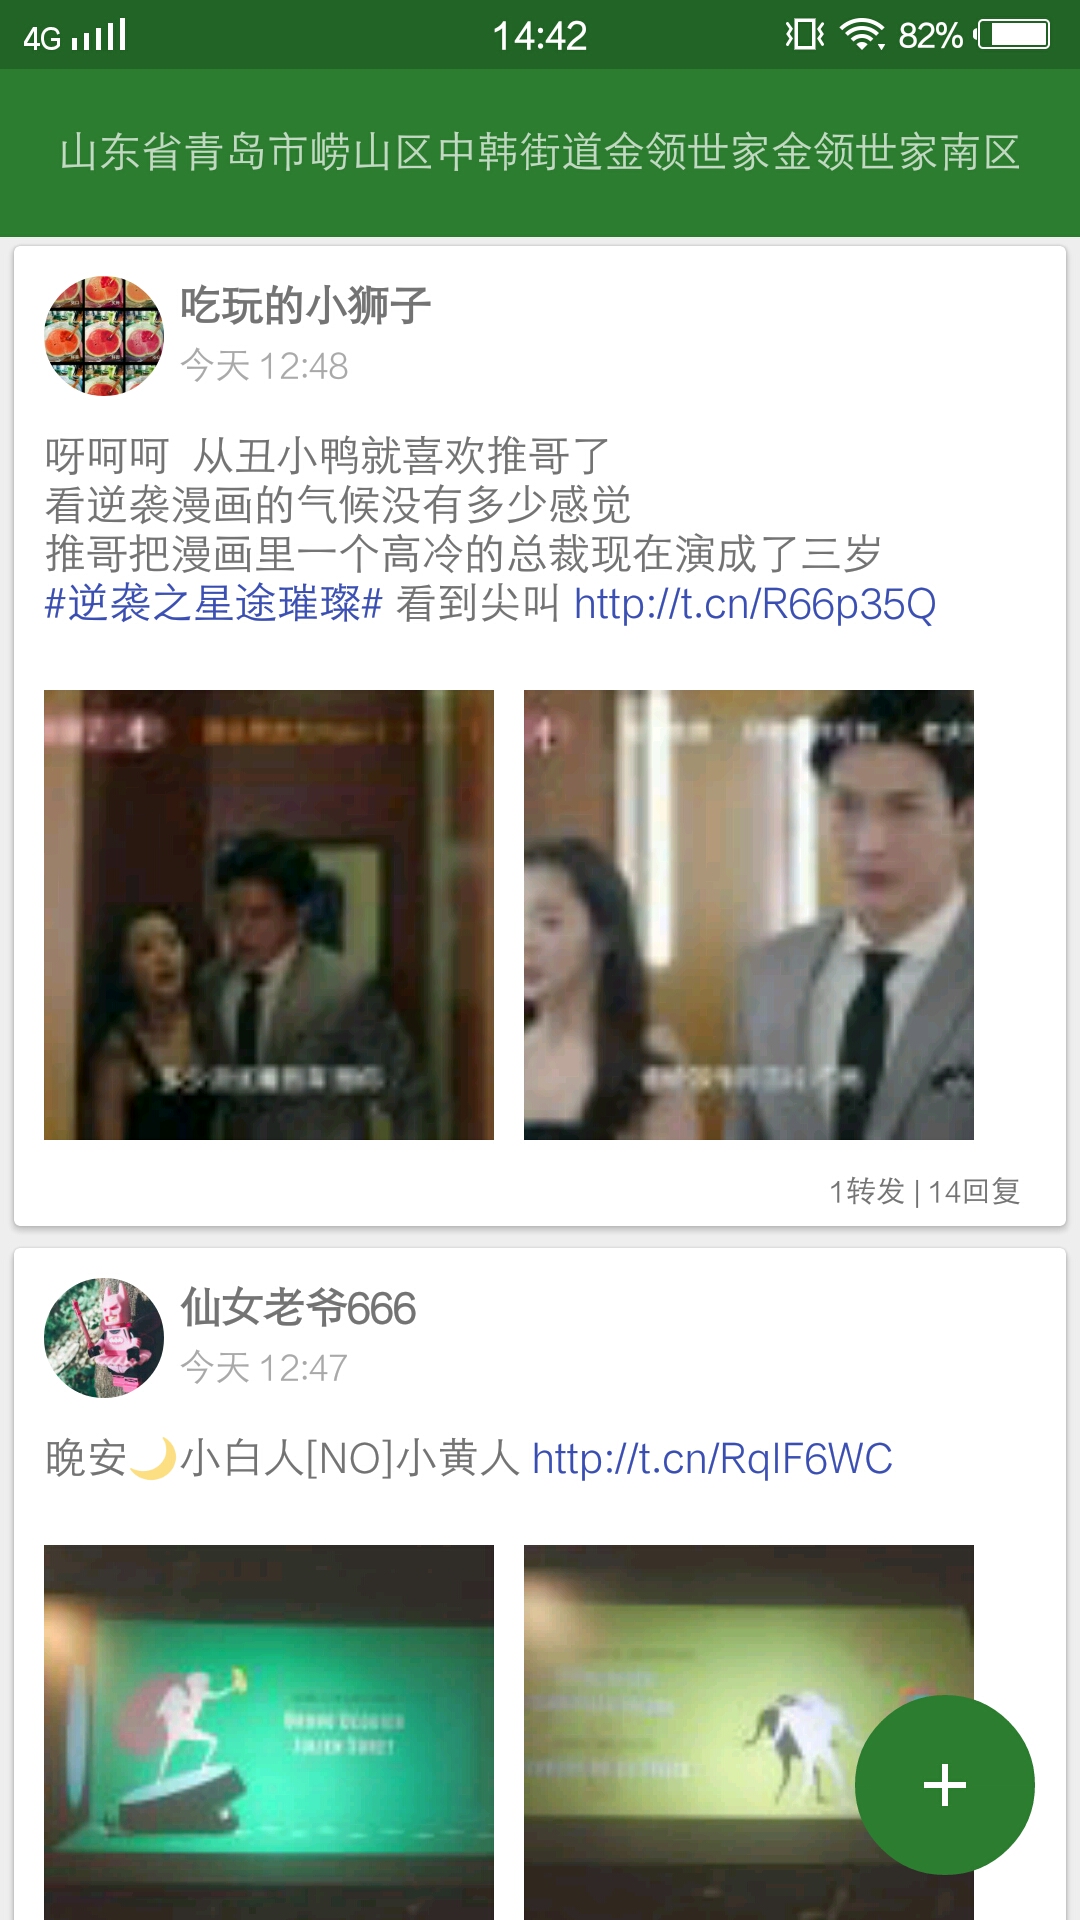 4G 14:42 82%
山东省青岛市崂山区中韩街道金领世家金领世家南区
吃玩的小狮子
今天 12:48
呀呵呵 从丑小鸭就喜欢推哥了
看逆袭漫画的气候没有多少感觉
推哥把漫画里一个高冷的总裁现在演成了三岁
#逆袭之星途璀璨# 看到尖叫 http://t.cn/R66p35Q
1转发 | 14回复
仙女老爷666
今天 12:47
晚安🌙小白人[NO]小黄人 http://t.cn/RqIF6WC